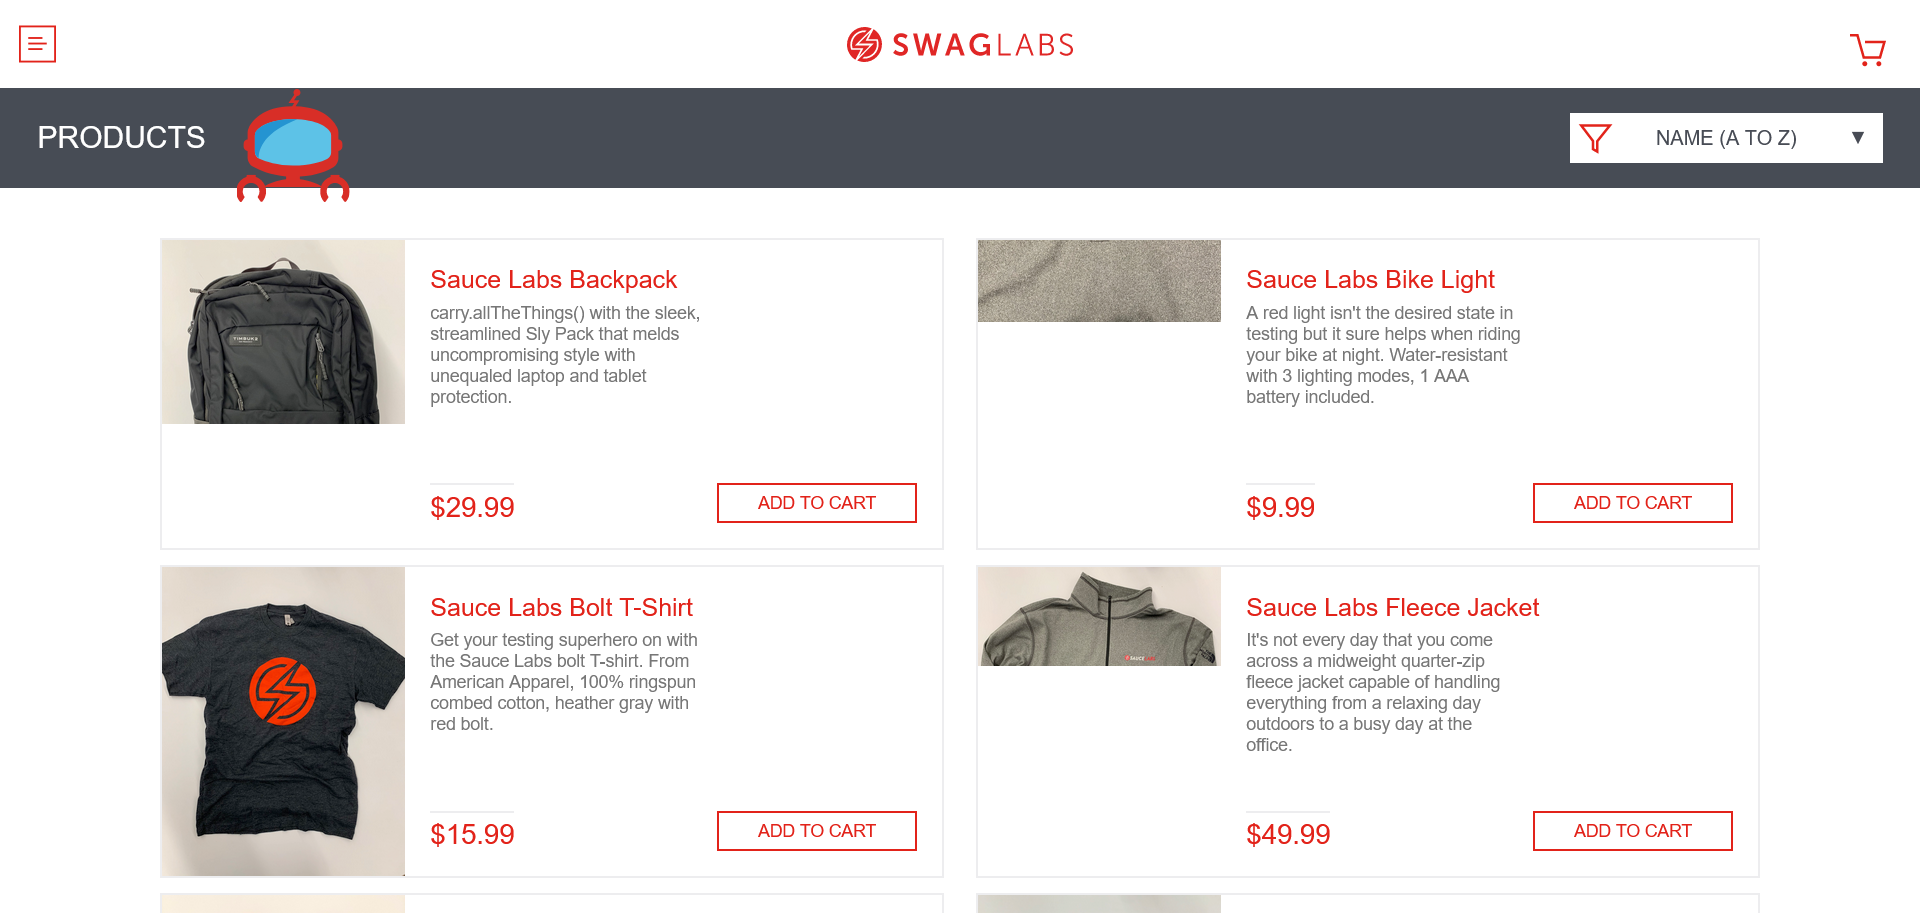 SWAGLABS
PRODUCTS
NAME (A TO Z)
Sauce Labs Backpack
carry.allTheThings() with the sleek,
streamlined Sly Pack that melds
uncompromising style with
unequaled laptop and tablet
protection.
$29.99
ADD TO CART
TIMBUK2
Sauce Labs Bike Light
A red light isn't the desired state in
testing but it sure helps when riding
your bike at night. Water-resistant
with 3 lighting modes, 1 AAA
battery included.
$9.99
ADD TO CART
Sauce Labs Bolt T-Shirt
Get your testing superhero on with
the Sauce Labs bolt T-shirt. From
American Apparel, 100% ringspun
combed cotton, heather gray with
red bolt.
$15.99
ADD TO CART
Sauce Labs Fleece Jacket
It's not every day that you come
across a midweight quarter-zip
fleece jacket capable of handling
everything from a relaxing day
outdoors to a busy day at the
office.
$49.99
ADD TO CART
SAUCE